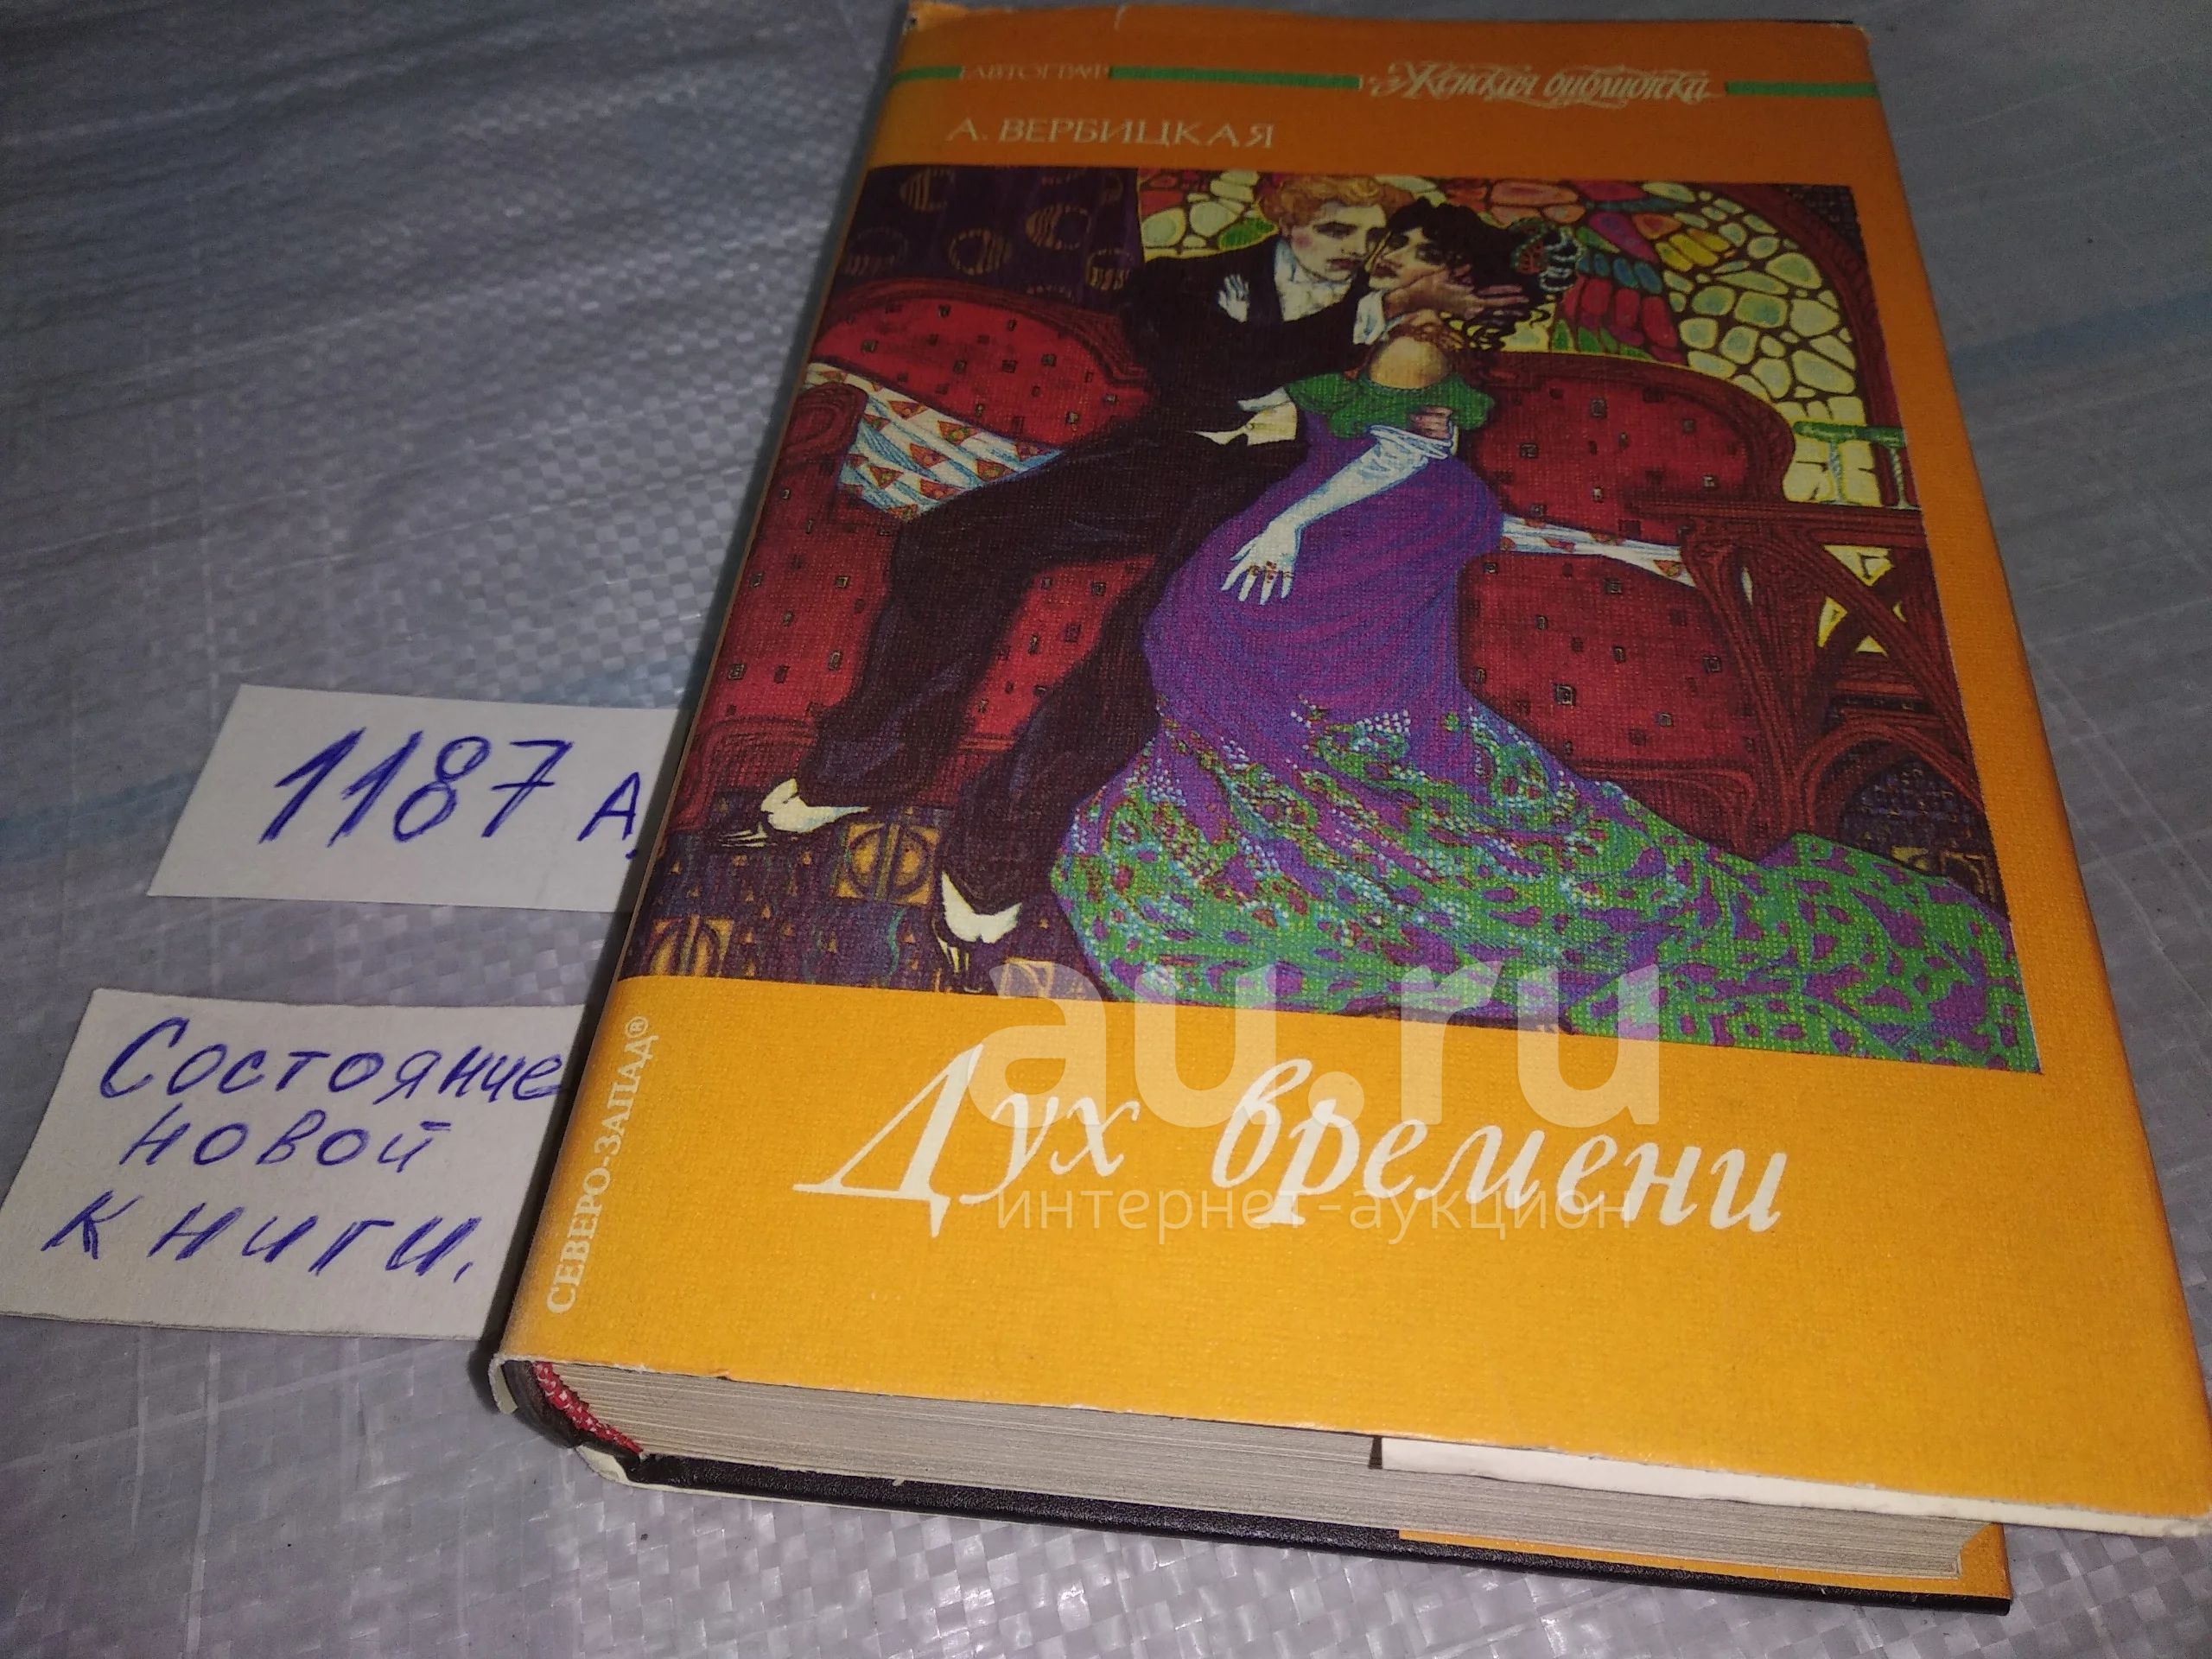 АВТОГРАФ
Женская библиотека
А. ВЕРБИЦКАЯ
1187 А.
Состояние
новой
книги.
СЕВЕРО-ЗАПАД®
Дух времени
au.ru
интернет-аукцион